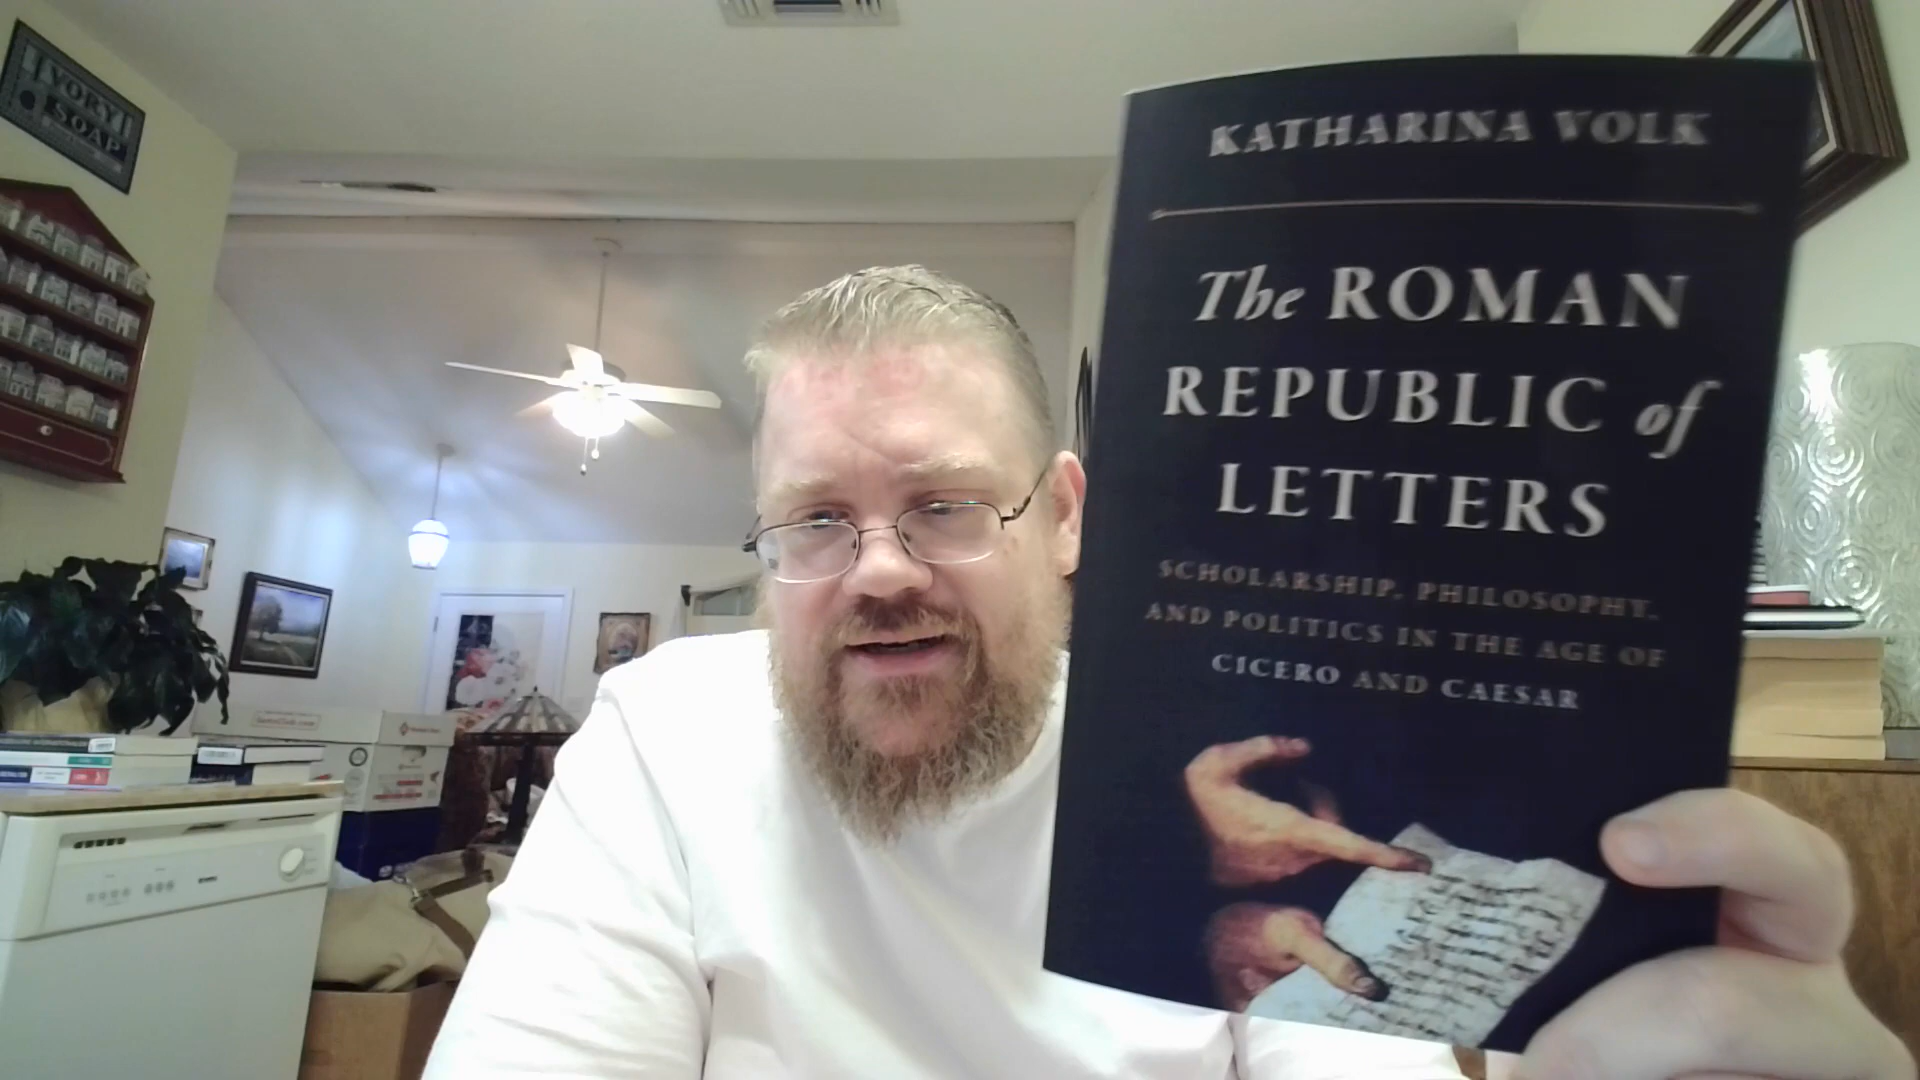 IVORY
SOAP
KATHARINA VOLK
The ROMAN
REPUBLIC of
LETTERS
SCHOLARSHIP, PHILOSOPHY,
AND POLITICS IN THE AGE OF
CICERO AND CAESAR